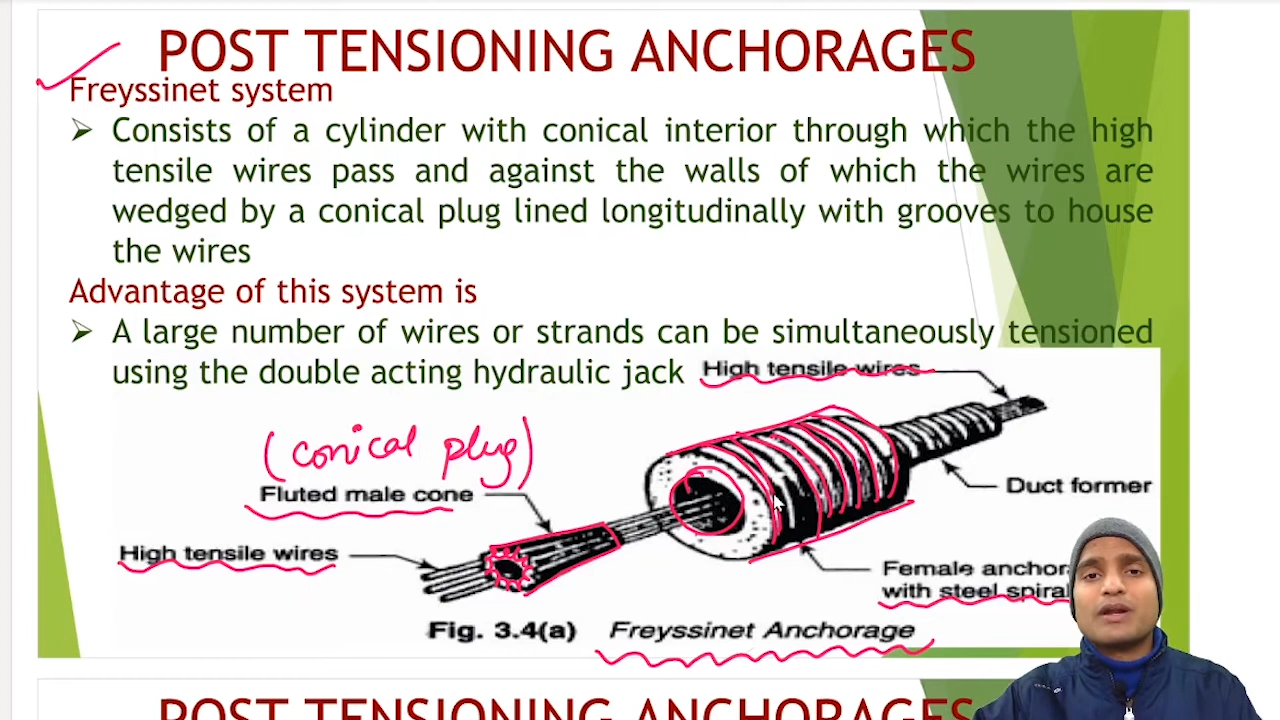 POST TENSIONING ANCHORAGES
Freyssinet system
➢ Consists of a cylinder with conical interior through which the high
tensile wires pass and against the walls of which the wires are
wedged by a conical plug lined longitudinally with grooves to house
the wires
Advantage of this system is
➢ A large number of wires or strands can be simultaneously tensioned
using the double acting hydraulic jack
High tensile wires
(conical plug)
Fluted male cone
Duct former
High tensile wires
Female anchor
with steel spiral
Fig. 3.4(a) Freyssinet Anchorage
POST TENSIONING ANCHORAGES